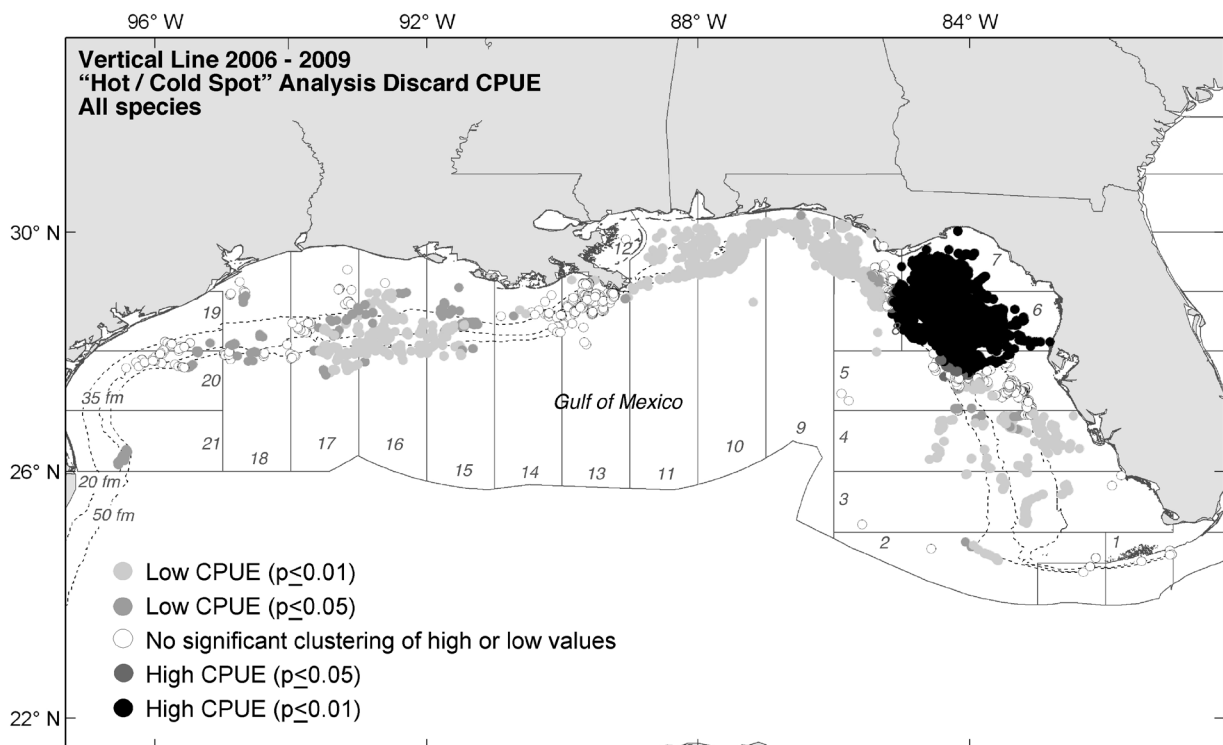 96° W 92° W 88° W 84° W
Vertical Line 2006 - 2009
“Hot / Cold Spot” Analysis Discard CPUE
All species
30° N
12
7
19
6
20
5
35 fm
Gulf of Mexico
9
4
21 18 17 16 15 14 13 11 10
26° N
20 fm
3
50 fm
2 1
Low CPUE (p≤0.01)
Low CPUE (p≤0.05)
No significant clustering of high or low values
High CPUE (p≤0.05)
High CPUE (p≤0.01)
22° N